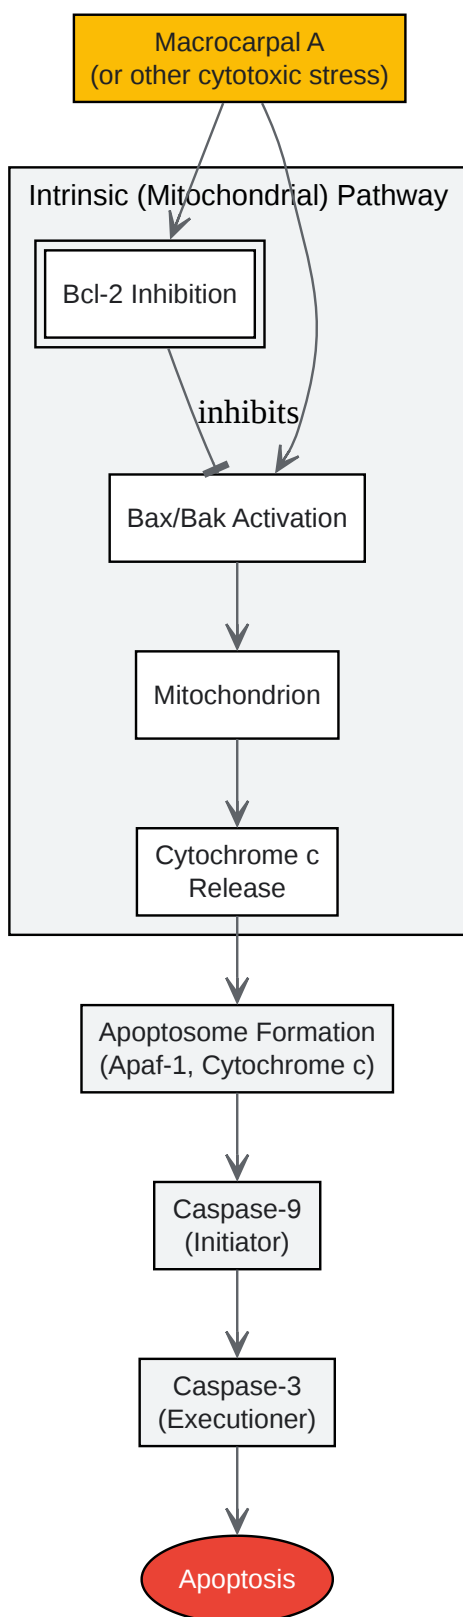 Macrocarpal A
(or other cytotoxic stress)
Intrinsic (Mitochondrial) Pathway
Bcl-2 Inhibition
inhibits
Bax/Bak Activation
Mitochondrion
Cytochrome c
Release
Apoptosome Formation
(Apaf-1, Cytochrome c)
Caspase-9
(Initiator)
Caspase-3
(Executioner)
Apoptosis